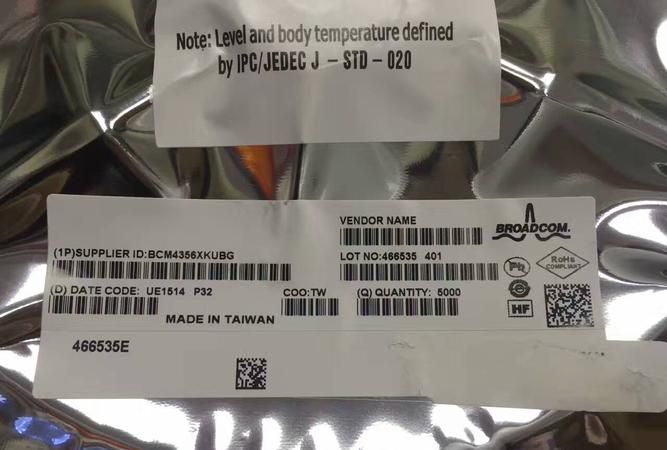 Note: Level and body temperature defined
by IPC/JEDEC J - STD - 020
VENDOR NAME
BROADCOM.
(1P)SUPPLIER ID:BCM4356XKUBG
LOT NO:466535 401
Pb
RoHS
COMPLIANT
(D) DATE CODE: UE1514 P32
COO:TW
(Q) QUANTITY: 5000
HF
MADE IN TAIWAN
466535E